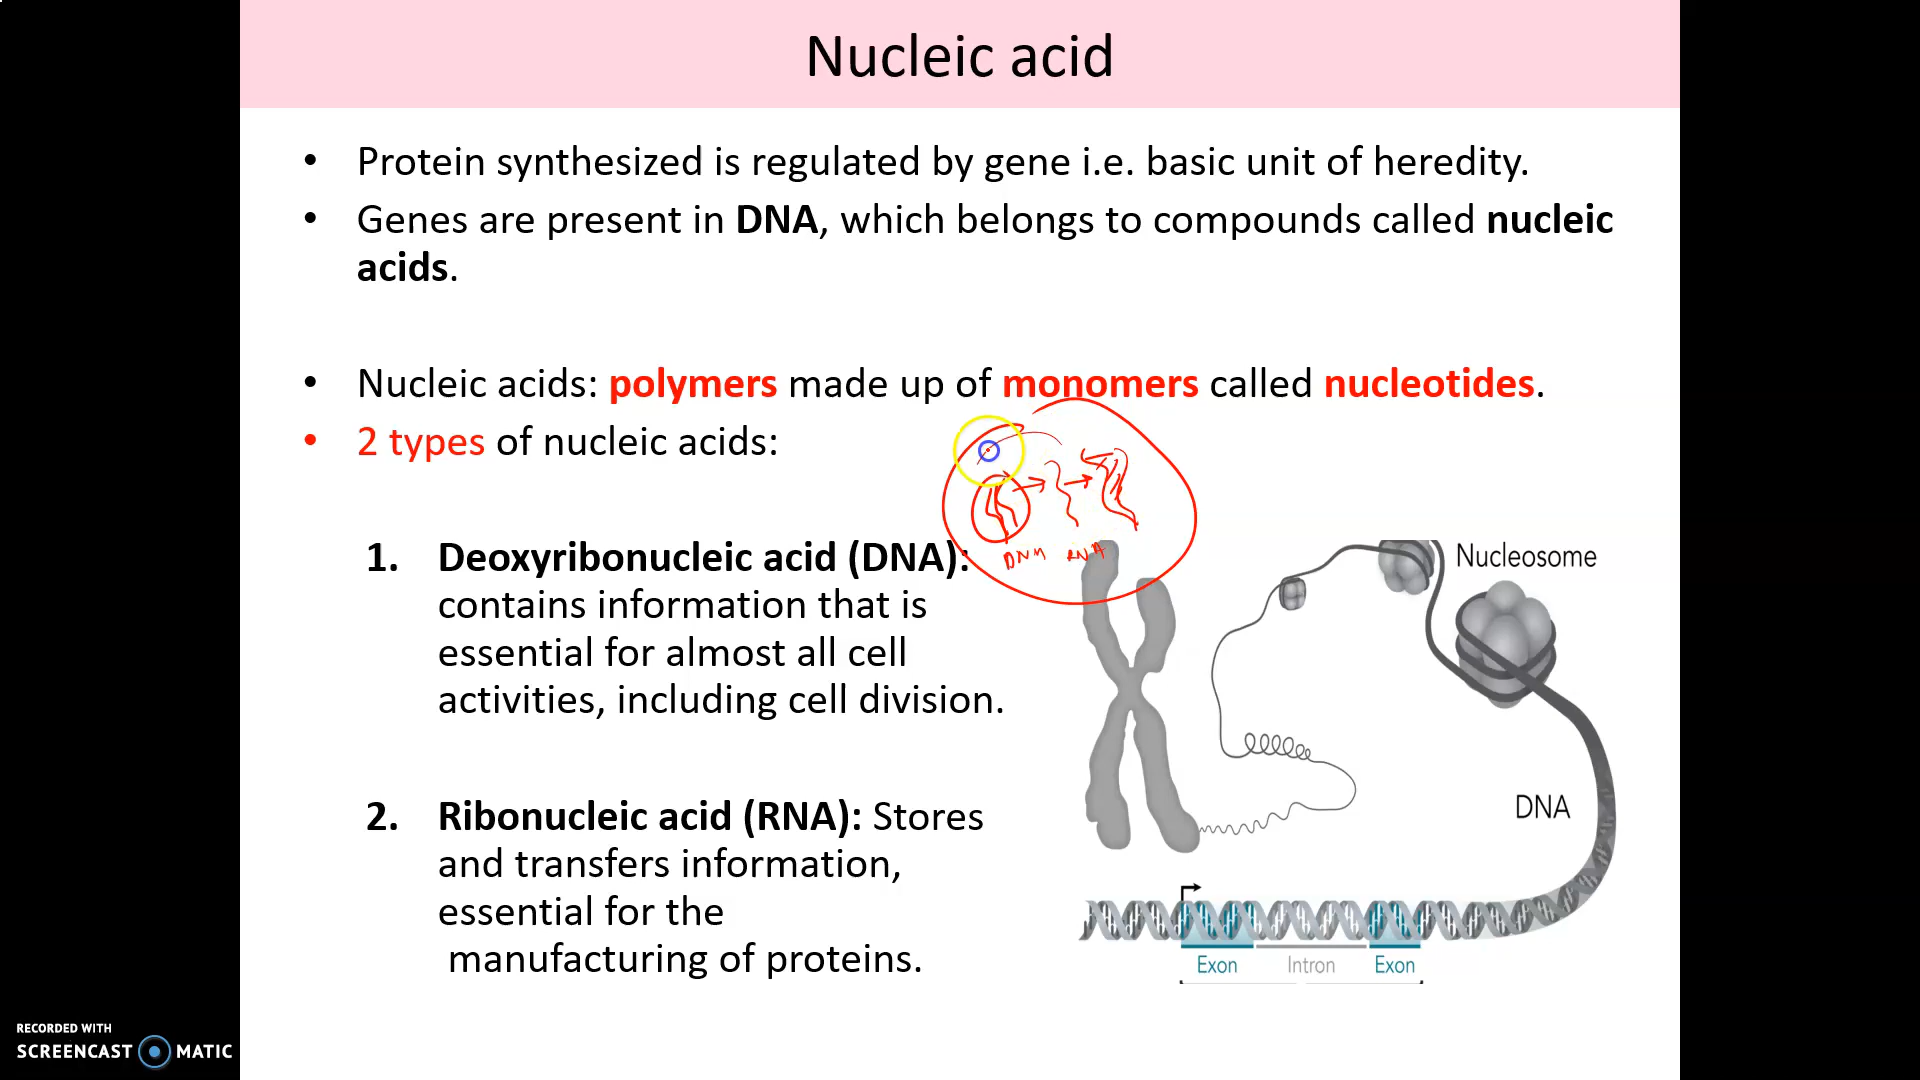 Nucleic acid
• Protein synthesized is regulated by gene i.e. basic unit of heredity.
• Genes are present in DNA, which belongs to compounds called nucleic
acids.
• Nucleic acids: polymers made up of monomers called nucleotides.
• 2 types of nucleic acids:
1. Deoxyribonucleic acid (DNA):
contains information that is
essential for almost all cell
activities, including cell division.
2. Ribonucleic acid (RNA): Stores
and transfers information,
essential for the
manufacturing of proteins.
DNA RNA
Nucleosome
DNA
Exon Intron Exon
RECORDED WITH
SCREENCAST MATIC